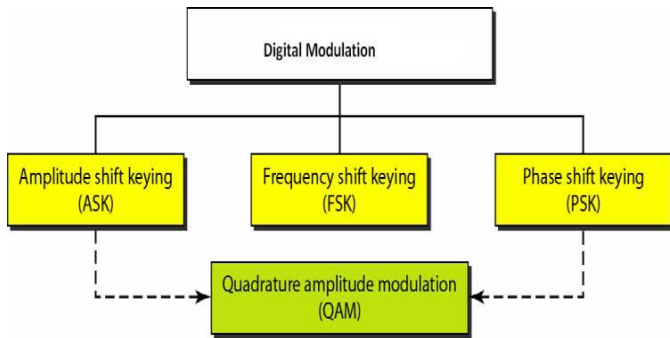 Digital Modulation
Amplitude shift keying
(ASK)
Frequency shift keying
(FSK)
Phase shift keying
(PSK)
Quadrature amplitude modulation
(QAM)